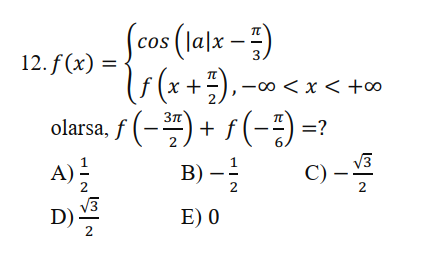 12. f(x) = { cos (|a|x − π/3)
f (x + π/2), −∞ < x < +∞
olarsa, f (− 3π/2) + f (− π/6) =?
A) 1/2 B) − 1/2 C) − √3/2
D) √3/2 E) 0